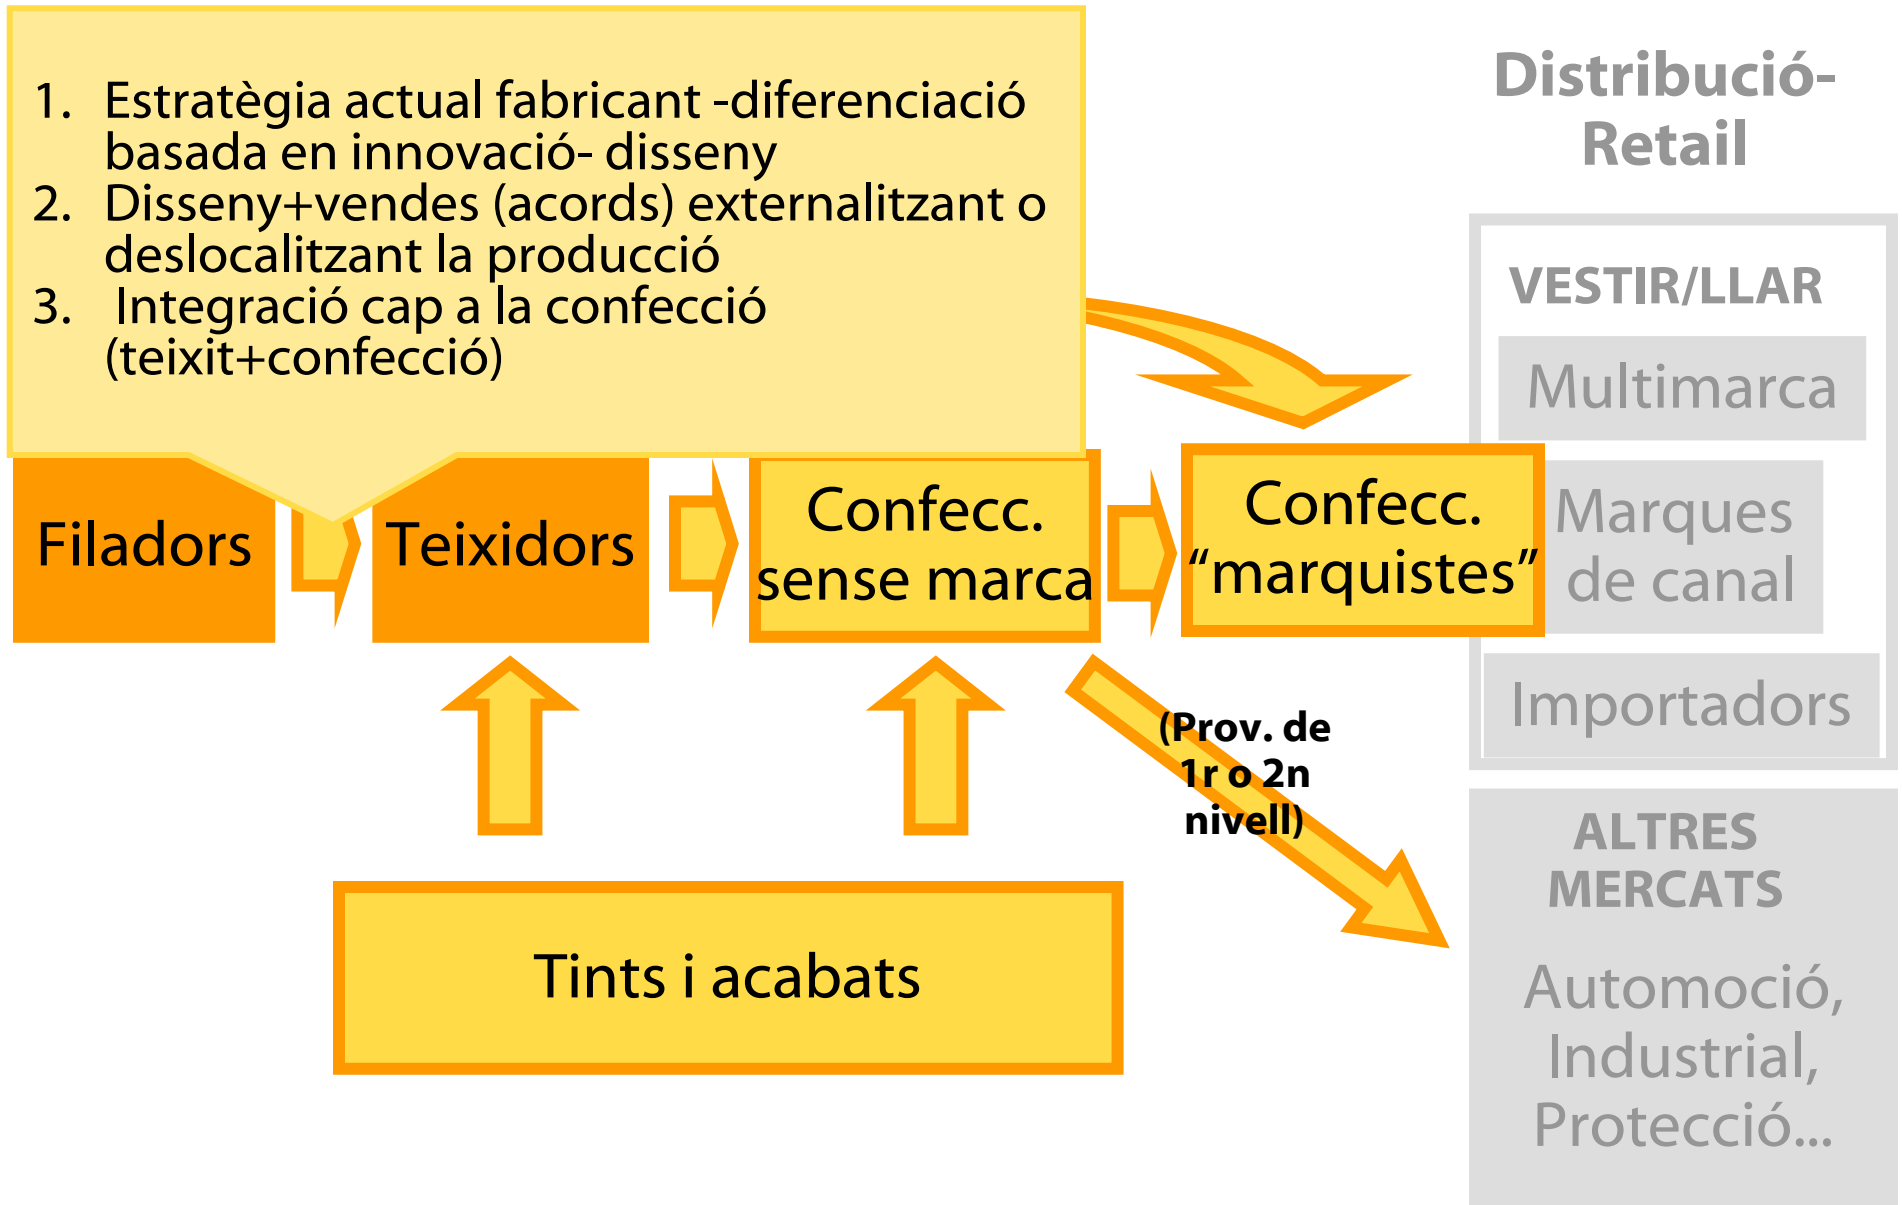 1. Estratègia actual fabricant -diferenciació
basada en innovació- disseny
2. Disseny+vendes (acords) externalitzant o
deslocalitzant la producció
3. Integració cap a la confecció
(teixit+confecció)
Distribució-
Retail
VESTIR/LLAR
Multimarca
Marques
de canal
Importadors
Filadors
Teixidors
Confecc.
sense marca
Confecc.
“marquistes”
(Prov. de
1r o 2n
nivell)
Tints i acabats
ALTRES
MERCATS
Automoció,
Industrial,
Protecció...